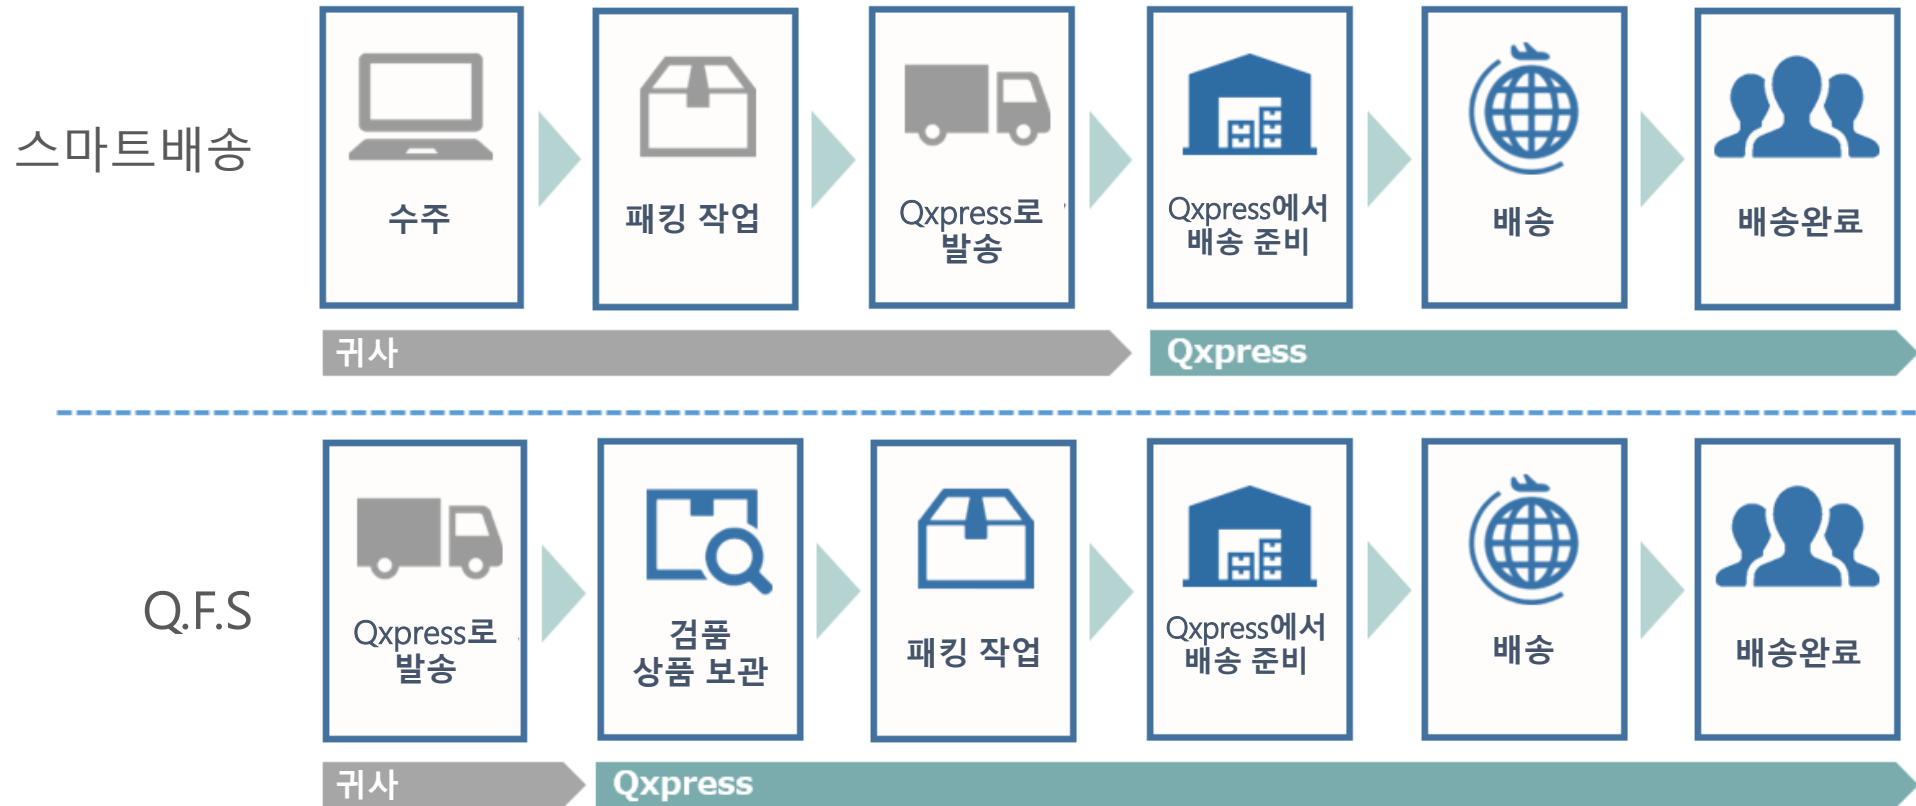 스마트배송
수주
패킹 작업
Qxpress로
발송
Qxpress에서
배송 준비
배송
배송완료
귀사
Qxpress
Q.F.S
Qxpress로
발송
검품
상품 보관
패킹 작업
Qxpress에서
배송 준비
배송
배송완료
귀사
Qxpress